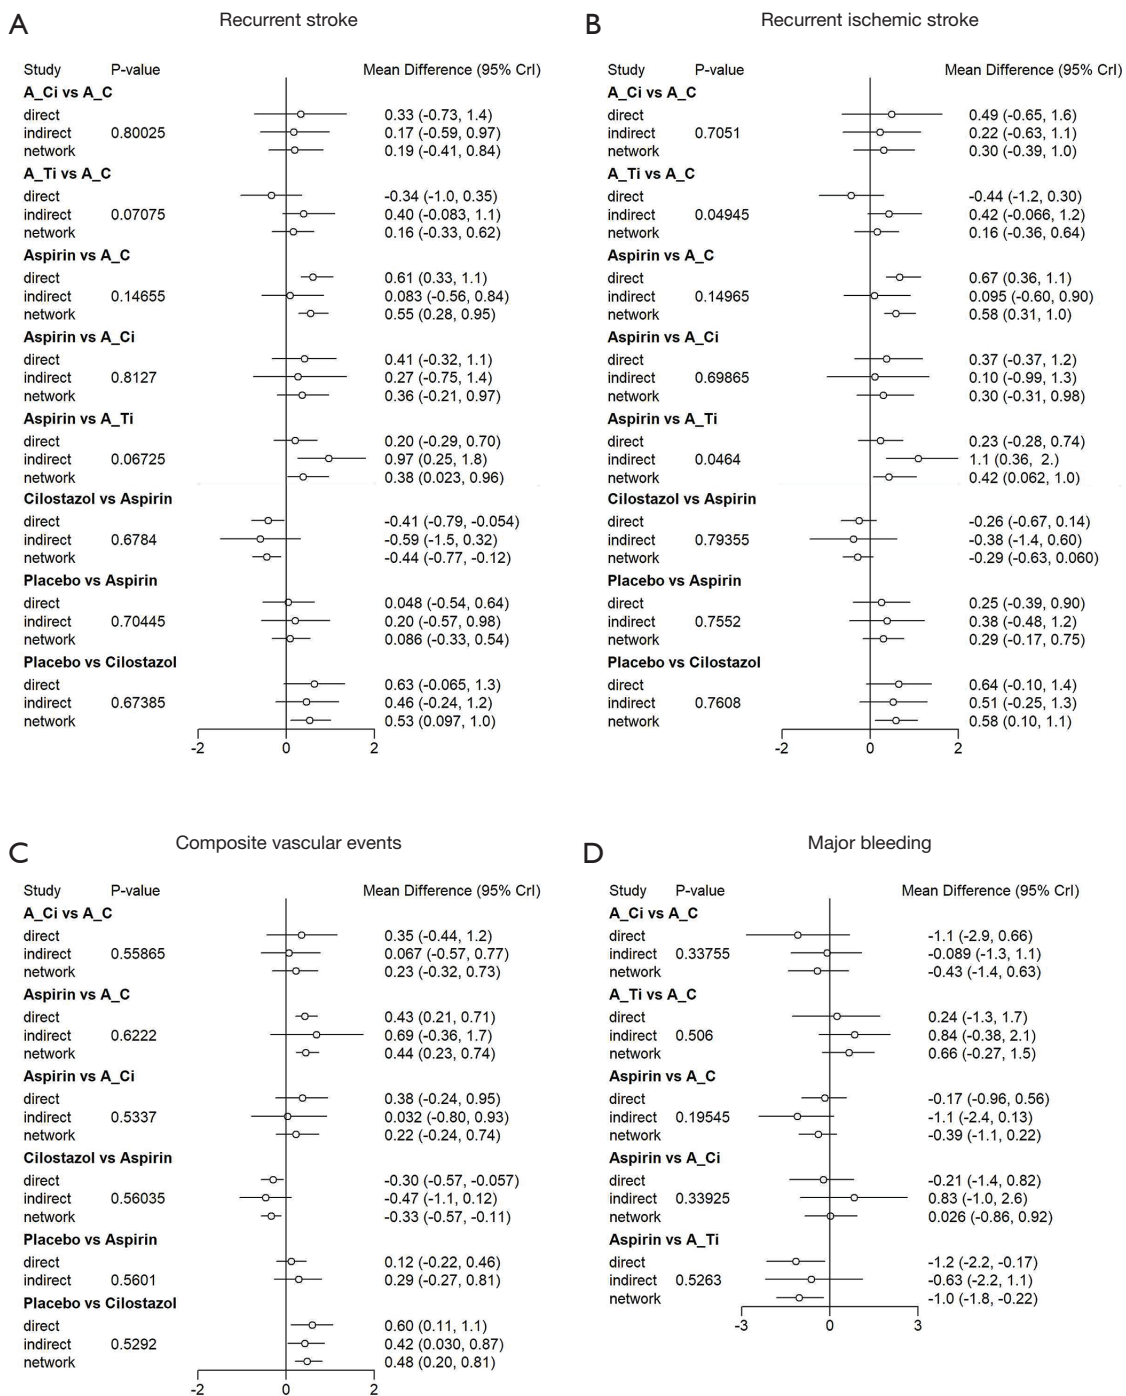 A
Recurrent stroke
Study P-value Mean Difference (95% CrI)
A_Ci vs A_C
direct 0.33 (-0.73, 1.4)
indirect 0.80025 0.17 (-0.59, 0.97)
network 0.19 (-0.41, 0.84)
A_Ti vs A_C
direct -0.34 (-1.0, 0.35)
indirect 0.07075 0.40 (-0.083, 1.1)
network 0.16 (-0.33, 0.62)
Aspirin vs A_C
direct 0.61 (0.33, 1.1)
indirect 0.14655 0.083 (-0.56, 0.84)
network 0.55 (0.28, 0.95)
Aspirin vs A_Ci
direct 0.41 (-0.32, 1.1)
indirect 0.8127 0.27 (-0.75, 1.4)
network 0.36 (-0.21, 0.97)
Aspirin vs A_Ti
direct 0.20 (-0.29, 0.70)
indirect 0.06725 0.97 (0.25, 1.8)
network 0.38 (0.023, 0.96)
Cilostazol vs Aspirin
direct -0.41 (-0.79, -0.054)
indirect 0.6784 -0.59 (-1.5, 0.32)
network -0.44 (-0.77, -0.12)
Placebo vs Aspirin
direct 0.048 (-0.54, 0.64)
indirect 0.70445 0.20 (-0.57, 0.98)
network 0.086 (-0.33, 0.54)
Placebo vs Cilostazol
direct 0.63 (-0.065, 1.3)
indirect 0.67385 0.46 (-0.24, 1.2)
network 0.53 (0.097, 1.0)
-2 0 2
B
Recurrent ischemic stroke
Study P-value Mean Difference (95% CrI)
A_Ci vs A_C
direct 0.49 (-0.65, 1.6)
indirect 0.7051 0.22 (-0.63, 1.1)
network 0.30 (-0.39, 1.0)
A_Ti vs A_C
direct -0.44 (-1.2, 0.30)
indirect 0.04945 0.42 (-0.066, 1.2)
network 0.16 (-0.36, 0.64)
Aspirin vs A_C
direct 0.67 (0.36, 1.1)
indirect 0.14965 0.095 (-0.60, 0.90)
network 0.58 (0.31, 1.0)
Aspirin vs A_Ci
direct 0.37 (-0.37, 1.2)
indirect 0.69865 0.10 (-0.99, 1.3)
network 0.30 (-0.31, 0.98)
Aspirin vs A_Ti
direct 0.23 (-0.28, 0.74)
indirect 0.0464 1.1 (0.36, 2.)
network 0.42 (0.062, 1.0)
Cilostazol vs Aspirin
direct -0.26 (-0.67, 0.14)
indirect 0.79355 -0.38 (-1.4, 0.60)
network -0.29 (-0.63, 0.060)
Placebo vs Aspirin
direct 0.25 (-0.39, 0.90)
indirect 0.7552 0.38 (-0.48, 1.2)
network 0.29 (-0.17, 0.75)
Placebo vs Cilostazol
direct 0.64 (-0.10, 1.4)
indirect 0.7608 0.51 (-0.25, 1.3)
network 0.58 (0.10, 1.1)
-2 0 2
C
Composite vascular events
Study P-value Mean Difference (95% CrI)
A_Ci vs A_C
direct 0.35 (-0.44, 1.2)
indirect 0.55865 0.067 (-0.57, 0.77)
network 0.23 (-0.32, 0.73)
Aspirin vs A_C
direct 0.43 (0.21, 0.71)
indirect 0.6222 0.69 (-0.36, 1.7)
network 0.44 (0.23, 0.74)
Aspirin vs A_Ci
direct 0.38 (-0.24, 0.95)
indirect 0.5337 0.032 (-0.80, 0.93)
network 0.22 (-0.24, 0.74)
Cilostazol vs Aspirin
direct -0.30 (-0.57, -0.057)
indirect 0.56035 -0.47 (-1.1, 0.12)
network -0.33 (-0.57, -0.11)
Placebo vs Aspirin
direct 0.12 (-0.22, 0.46)
indirect 0.5601 0.29 (-0.27, 0.81)
Placebo vs Cilostazol
direct 0.60 (0.11, 1.1)
indirect 0.5292 0.42 (0.030, 0.87)
network 0.48 (0.20, 0.81)
-2 0 2
D
Major bleeding
Study P-value Mean Difference (95% CrI)
A_Ci vs A_C
direct -1.1 (-2.9, 0.66)
indirect 0.33755 -0.089 (-1.3, 1.1)
network -0.43 (-1.4, 0.63)
A_Ti vs A_C
direct 0.24 (-1.3, 1.7)
indirect 0.506 0.84 (-0.38, 2.1)
network 0.66 (-0.27, 1.5)
Aspirin vs A_C
direct -0.17 (-0.96, 0.56)
indirect 0.19545 -1.1 (-2.4, 0.13)
network -0.39 (-1.1, 0.22)
Aspirin vs A_Ci
direct -0.21 (-1.4, 0.82)
indirect 0.33925 0.83 (-1.0, 2.6)
network 0.026 (-0.86, 0.92)
Aspirin vs A_Ti
direct -1.2 (-2.2, -0.17)
indirect 0.5263 -0.63 (-2.2, 1.1)
network -1.0 (-1.8, -0.22)
-3 0 3